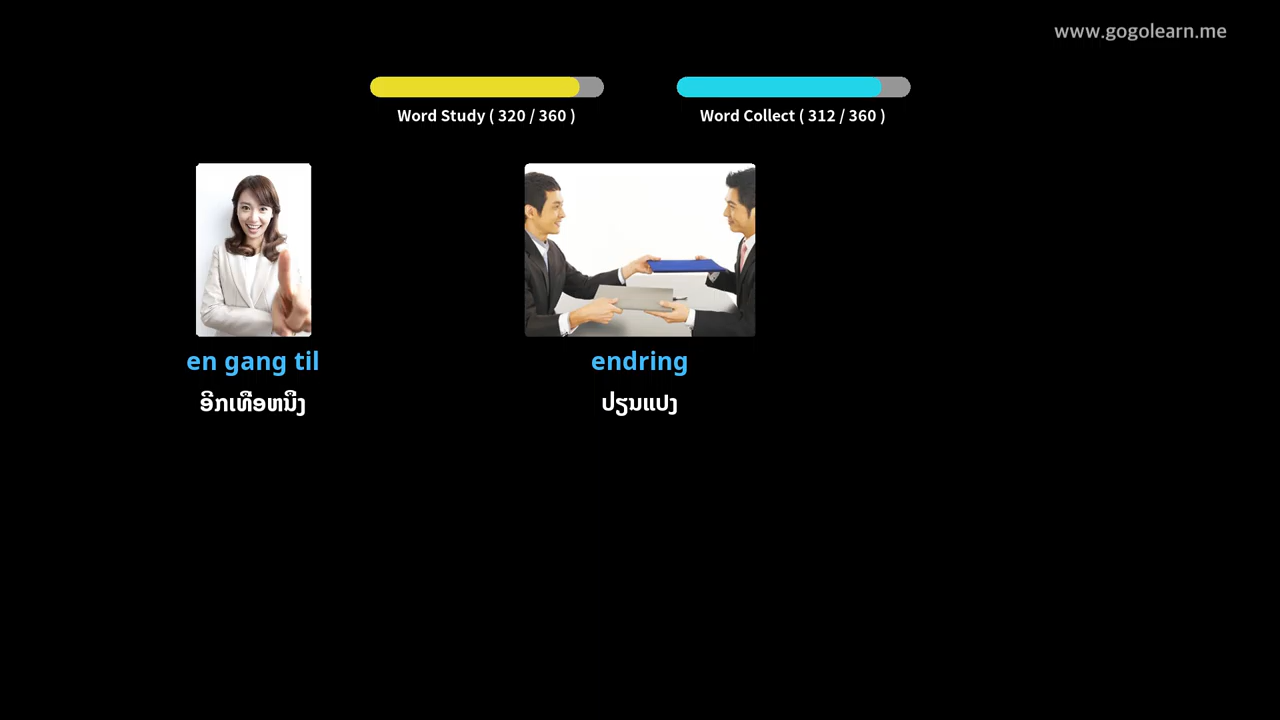 www.gogolearn.me
Word Study ( 320 / 360 )
Word Collect ( 312 / 360 )
en gang til
endring
ອີກເທື່ອຫນຶ່ງ
ປຽນແປງ